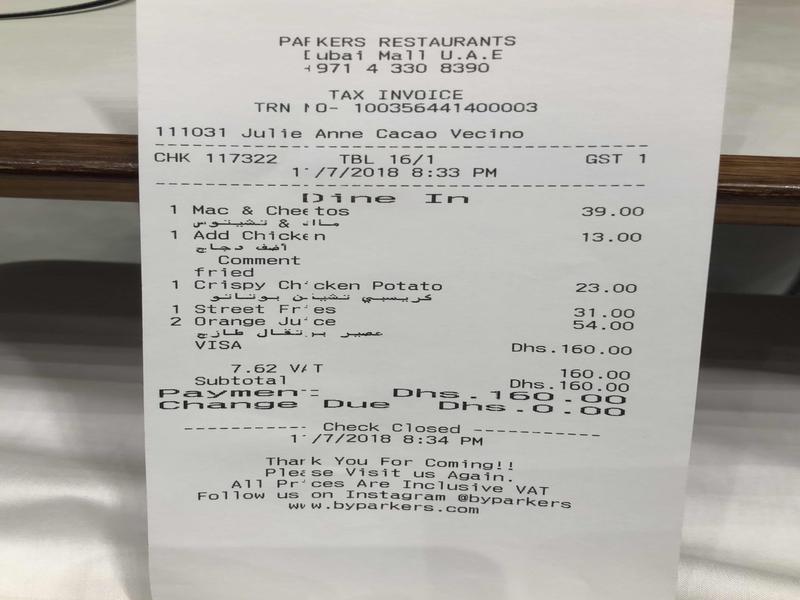 PARKERS RESTAURANTS
Dubai Mall U.A.E
+971 4 330 8390
TAX INVOICE
TRN NO- 100356441400003
111031 Julie Anne Cacao Vecino
CHK 117322 TBL 16/1 GST 1
/7/2018 8:33 PM
Dine In
1 Mac & Cheetos 39.00
ماك & تشيتوس
1 Add Chicken 13.00
أضف دجاج
Comment
fried
1 Crispy Chicken Potato 23.00
كريسبي تشيكن بوتاتو
1 Street Fries 31.00
2 Orange Juice 54.00
عصير برتقال طازج
VISA Dhs.160.00
7.62 VAT 160.00
Subtotal Dhs.160.00
Payment: Dhs.160.00
Change Due Dhs.0.00
---------- Check Closed ----------
/7/2018 8:34 PM
Thank You For Coming!!
Please Visit us Again.
All Prices Are Inclusive VAT
Follow us on Instagram @byparkers
www.byparkers.com